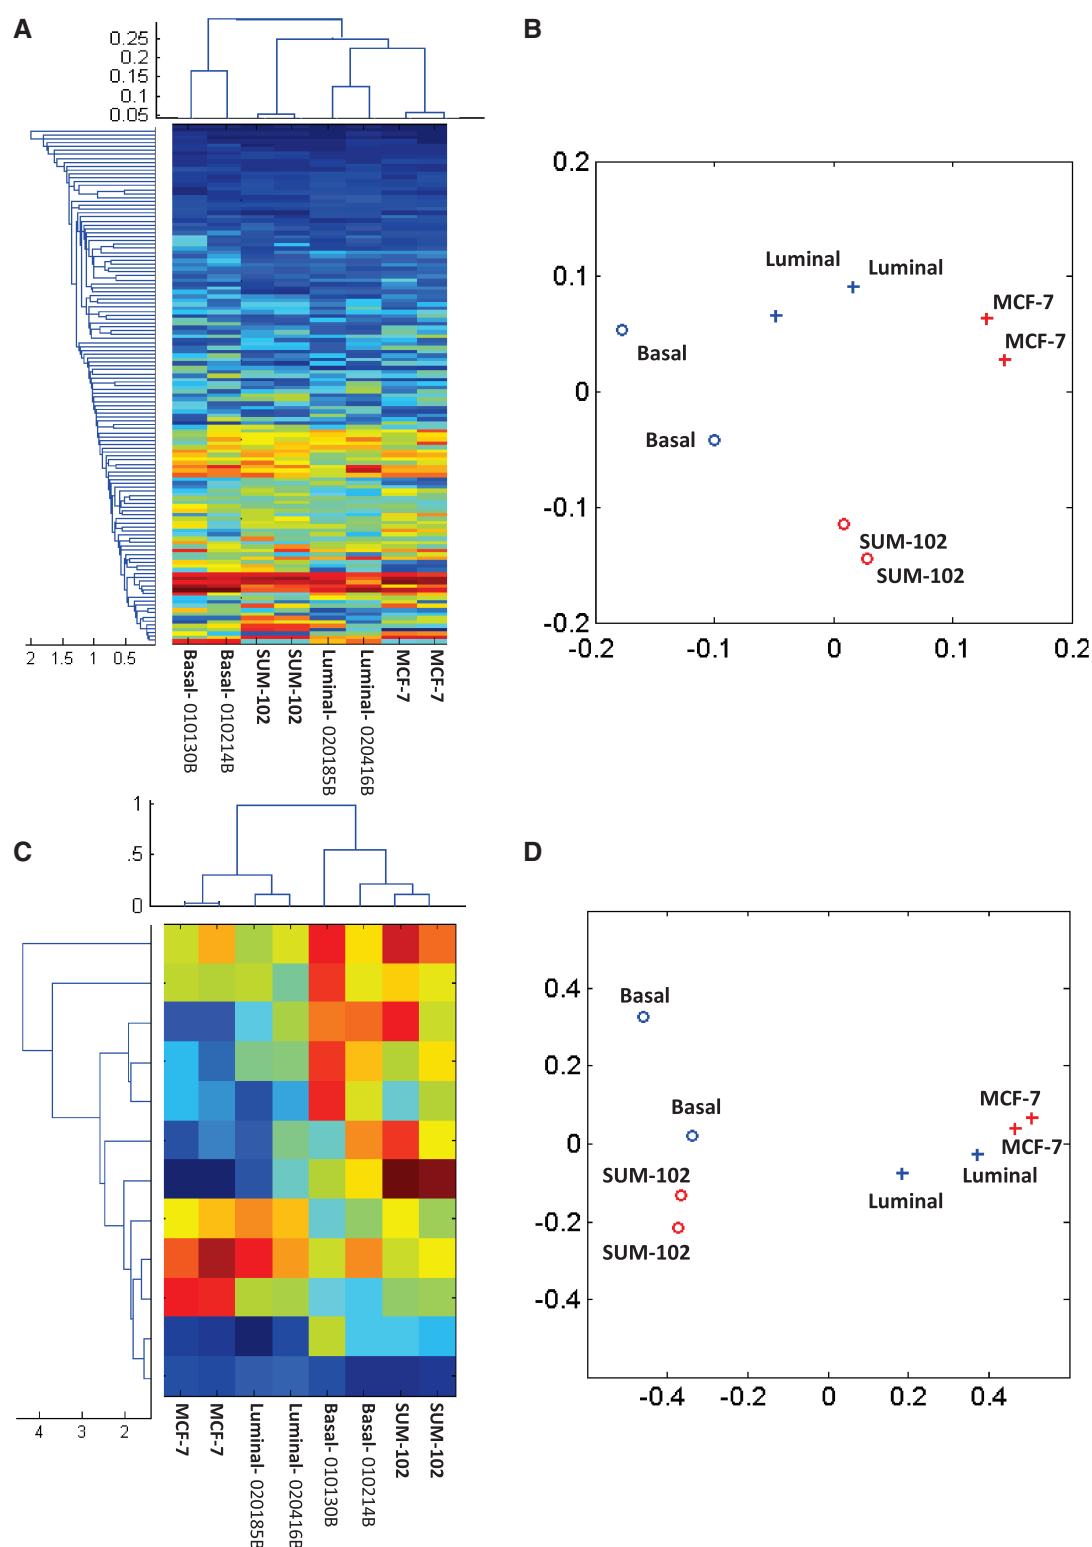 A
0.25
0.2
0.15
0.1
0.05
2 1.5 1 0.5
Basal- 010130B
Basal- 010214B
SUM-102
SUM-102
Luminal- 020185B
Luminal- 020416B
MCF-7
MCF-7
B
0.2
0.1
0
-0.1
-0.2
-0.2 -0.1 0 0.1 0.2
Luminal
Luminal
MCF-7
MCF-7
Basal
Basal
SUM-102
SUM-102
C
1
.5
0
4 3 2
MCF-7
MCF-7
Luminal- 020185B
Luminal- 020416B
Basal- 010130B
Basal- 010214B
SUM-102
SUM-102
D
0.4
0.2
0
-0.2
-0.4
-0.4 -0.2 0 0.2 0.4
Basal
Basal
MCF-7
MCF-7
SUM-102
Luminal
Luminal
SUM-102